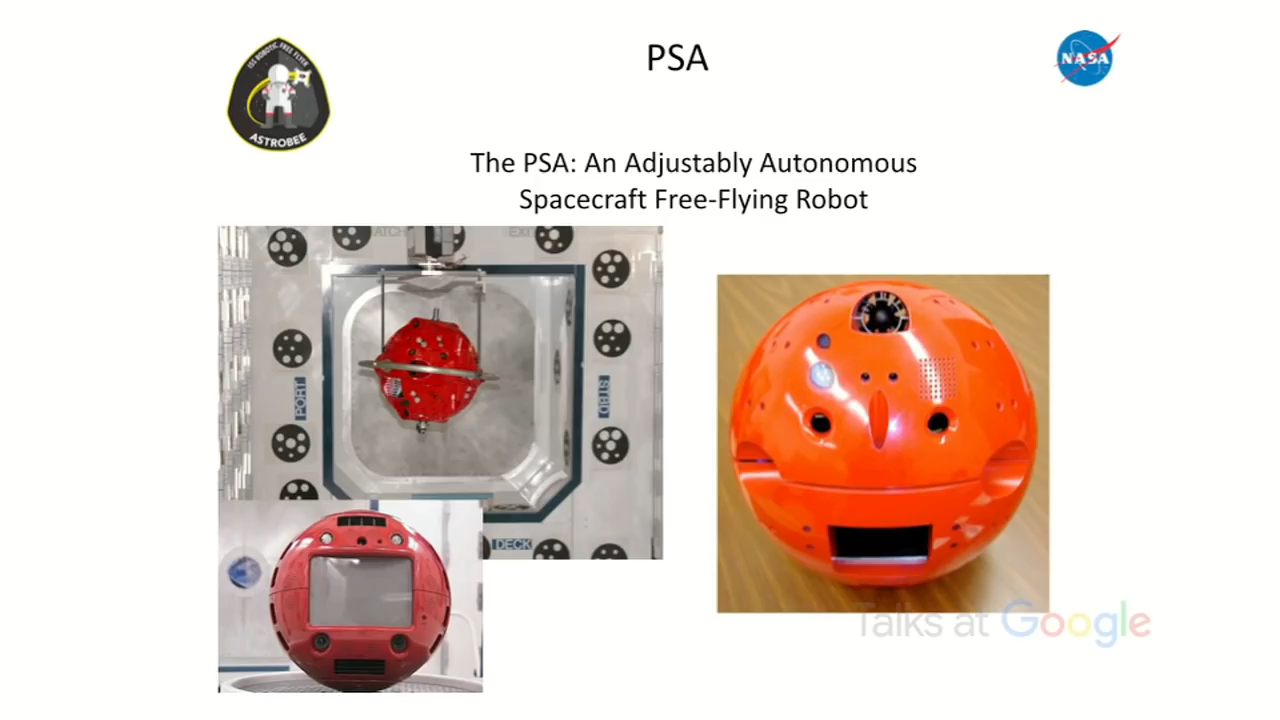 ISS ROBOTIC FREE FLYER
ASTROBEE
PSA
NASA
The PSA: An Adjustably Autonomous
Spacecraft Free-Flying Robot
PORT
STBD
DECK
Talks at Google